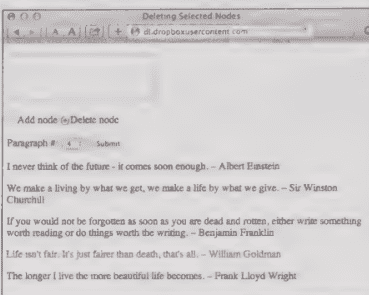 Deleting Selected Nodes
A A + dl.dropboxusercontent.com
Add node Delete node
Paragraph # 4 Submit
I never think of the future - it comes soon enough. – Albert Einstein
We make a living by what we get, we make a life by what we give. – Sir Winston
Churchill
If you would not be forgotten as soon as you are dead and rotten, either write something
worth reading or do things worth the writing. – Benjamin Franklin
Life isn't fair. It's just fairer than death, that's all. – William Goldman
The longer I live the more beautiful life becomes. – Frank Lloyd Wright